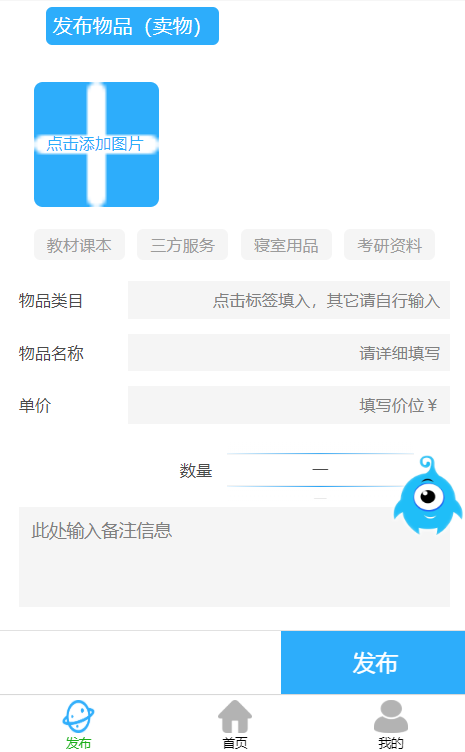 发布物品（卖物）
点击添加图片
教材课本 三方服务 寝室用品 考研资料
物品类目 点击标签填入，其它请自行输入
物品名称 请详细填写
单价 填写价位￥
数量 一
此处输入备注信息
发布
发布 首页 我的